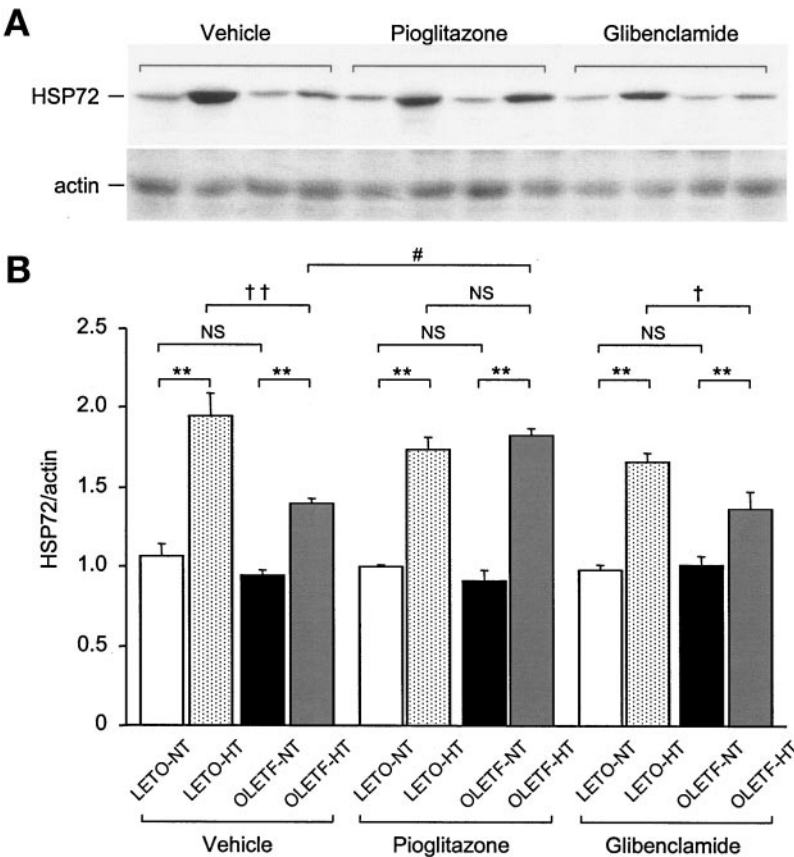 A
Vehicle Pioglitazone Glibenclamide
HSP72
actin
B
#
†† NS †
NS NS NS
** ** ** ** ** **
2.5
2.0
1.5
1.0
0.5
0
HSP72/actin
LETO-NT LETO-HT OLETF-NT OLETF-HT LETO-NT LETO-HT OLETF-NT OLETF-HT LETO-NT LETO-HT OLETF-NT OLETF-HT
Vehicle Pioglitazone Glibenclamide